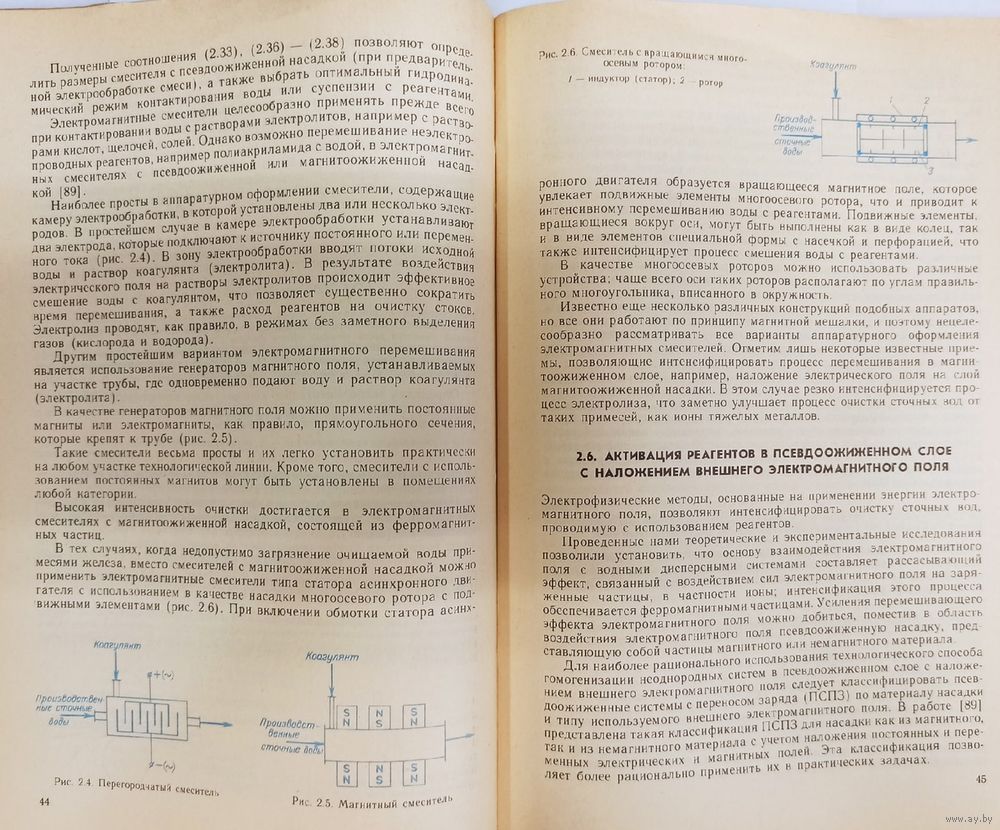 Полученные соотношения (2.33), (2.36) — (2.38) позволяют опреде-
лить размеры смесителя с псевдоожиженной насадкой (при предваритель-
ной электрообработке смеси), а также выбрать оптимальный гидродина-
мический режим контактирования воды или суспензии с реагентами.
Электромагнитные смесители целесообразно применять прежде всего
при контактировании воды с растворами электролитов, например с раство-
рами кислот, щелочей, солей. Однако возможно перемешивание неэлектро-
проводных реагентов, например полиакриламида с водой, в электромагнит-
ных смесителях с псевдоожиженной или магнитоожиженной насад-
кой [89].
Наиболее просты в аппаратурном оформлении смесители, содержащие
камеру электрообработки, в которой установлены два или несколько элект-
родов. В простейшем случае в камере электрообработки устанавливают
два электрода, которые подключают к источнику постоянного или перемен-
ного тока (рис. 2.4). В зону электрообработки вводят потоки исходной
воды и раствор коагулянта (электролита). В результате воздействия
электрического поля на растворы электролитов происходит эффективное
смешение воды с коагулянтом, что позволяет существенно сократить
время перемешивания, а также расход реагентов на очистку стоков.
Электролиз проводят, как правило, в режимах без заметного выделения
газов (кислорода и водорода).
Другим простейшим вариантом электромагнитного перемешивания
является использование генераторов магнитного поля, устанавливаемых
на участке трубы, где одновременно подают воду и раствор коагулянта
(электролита).
В качестве генераторов магнитного поля можно применить постоянные
магниты или электромагниты, как правило, прямоугольного сечения,
которые крепят к трубе (рис. 2.5).
Такие смесители весьма просты и их легко установить практически
на любом участке технологической линии. Кроме того, смесители с исполь-
зованием постоянных магнитов могут быть установлены в помещениях
любой категории.
Высокая интенсивность очистки достигается в электромагнитных
смесителях с магнитоожиженной насадкой, состоящей из ферромагнит-
ных частиц.
В тех случаях, когда недопустимо загрязнение очищаемой воды при-
месями железа, вместо смесителей с магнитоожиженной насадкой можно
применить электромагнитные смесители типа статора асинхронного дви-
гателя с использованием в качестве насадки многоосевого ротора с под-
вижными элементами (рис. 2.6). При включении обмотки статора асинх-
Коагулянт
+(~)
Производствен
ные сточные
воды
−(~)
Рис. 2.4. Перегородчатый смеситель
Коагулянт
S N S
N S N
Производст-
венные
сточные воды
S N S
N S N
Рис. 2.5. Магнитный смеситель
44
Рис. 2.6. Смеситель с вращающимся много-
осевым ротором:
1 — индуктор (статор); 2 — ротор
Коагулянт
1 2
Производ-
ственные
сточные
воды
3
ронного двигателя образуется вращающееся магнитное поле, которое
увлекает подвижные элементы многоосевого ротора, что и приводит к
интенсивному перемешиванию воды с реагентами. Подвижные элементы,
вращающиеся вокруг оси, могут быть выполнены как в виде колец, так
и в виде элементов специальной формы с насечкой и перфорацией, что
также интенсифицирует процесс смешения воды с реагентами.
В качестве многоосевых роторов можно использовать различные
устройства; чаще всего оси таких роторов располагают по углам правиль-
ного многоугольника, вписанного в окружность.
Известно еще несколько различных конструкций подобных аппаратов,
но все они работают по принципу магнитной мешалки, и поэтому нецеле-
сообразно рассматривать все варианты аппаратурного оформления
электромагнитных смесителей. Отметим лишь некоторые известные прие-
мы, позволяющие интенсифицировать процесс перемешивания в магни-
тоожиженном слое, например, наложение электрического поля на слой
магнитоожиженной насадки. В этом случае резко интенсифицируется про-
цесс электролиза, что заметно улучшает процесс очистки сточных вод от
таких примесей, как ионы тяжелых металлов.
2.6. АКТИВАЦИЯ РЕАГЕНТОВ В ПСЕВДООЖИЖЕННОМ СЛОЕ
С НАЛОЖЕНИЕМ ВНЕШНЕГО ЭЛЕКТРОМАГНИТНОГО ПОЛЯ
Электрофизические методы, основанные на применении энергии электро-
магнитного поля, позволяют интенсифицировать очистку сточных вод,
проводимую с использованием реагентов.
Проведенные нами теоретические и экспериментальные исследования
позволили установить, что основу взаимодействия электромагнитного
поля с водными дисперсными системами составляет рассасывающий
эффект, связанный с воздействием сил электромагнитного поля на заря-
женные частицы, в частности ионы; интенсификация этого процесса
обеспечивается ферромагнитными частицами. Усиления перемешивающего
эффекта электромагнитного поля можно добиться, поместив в область
воздействия электромагнитного поля псевдоожиженную насадку, пред-
ставляющую собой частицы магнитного или немагнитного материала.
Для наиболее рационального использования технологического способа
гомогенизации неоднородных систем в псевдоожиженном слое с наложе-
нием внешнего электромагнитного поля следует классифицировать псев-
доожиженные системы с переносом заряда (ПСПЗ) по материалу насадки
и типу используемого внешнего электромагнитного поля. В работе [89]
представлена такая классификация ПСПЗ для насадки как из магнитного,
так и из немагнитного материала с учетом наложения постоянных и пере-
менных электрических и магнитных полей. Эта классификация позво-
ляет более рационально применить их в практических задачах.
45
www.ay.by